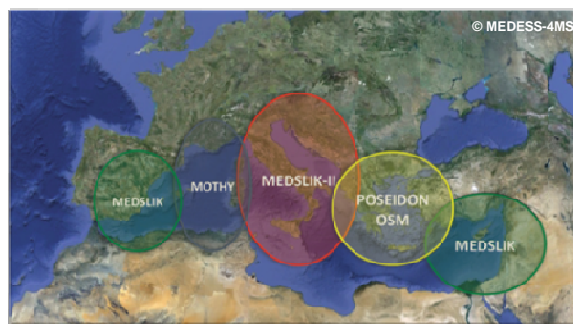 © MEDESS-4MS
MEDSLIK
MOTHY
MEDSLIK-II
POSEIDON
OSM
MEDSLIK